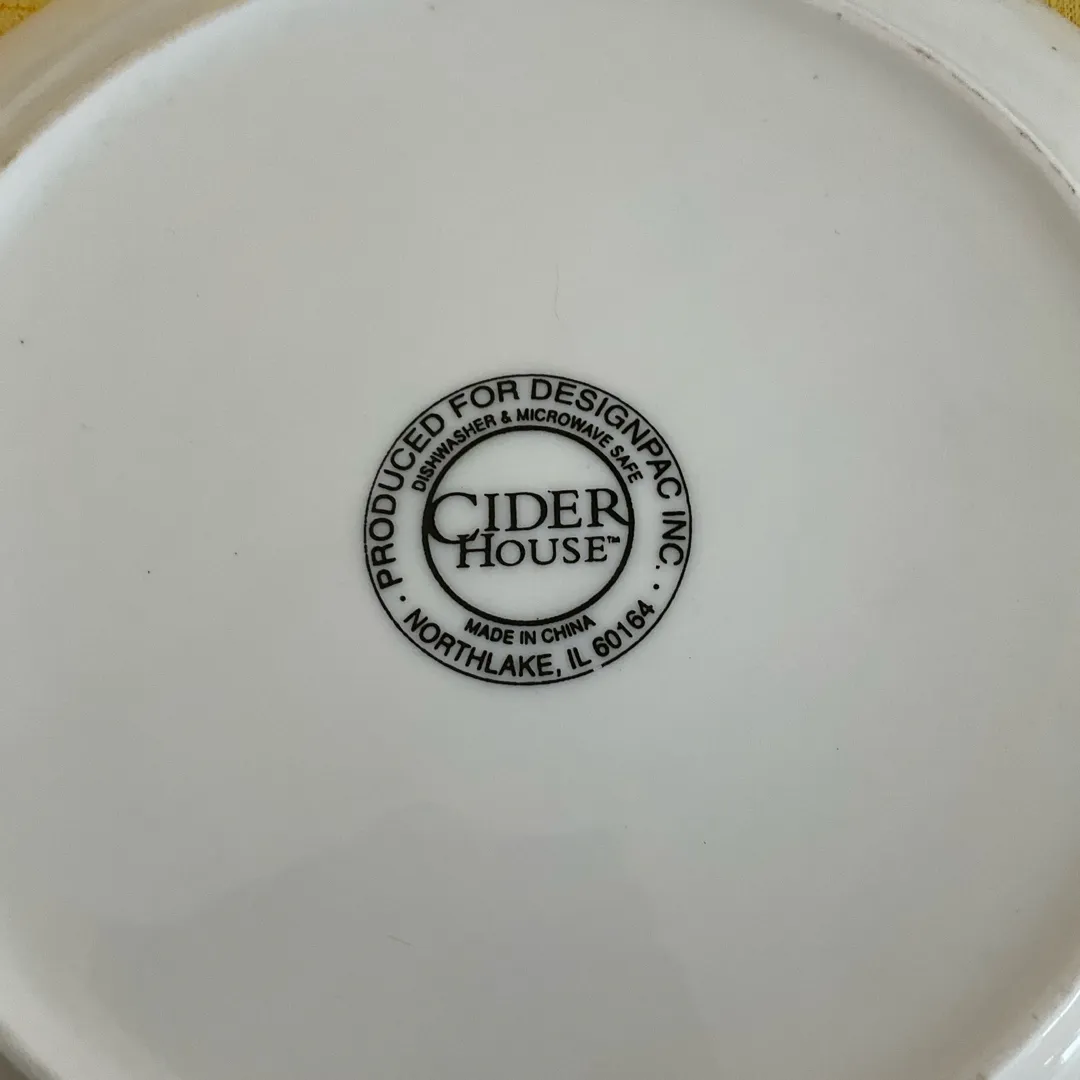 PRODUCED FOR DESIGNPAC INC.
DISHWASHER & MICROWAVE SAFE
CIDER
HOUSE™
MADE IN CHINA
· NORTHLAKE, IL 60164 ·